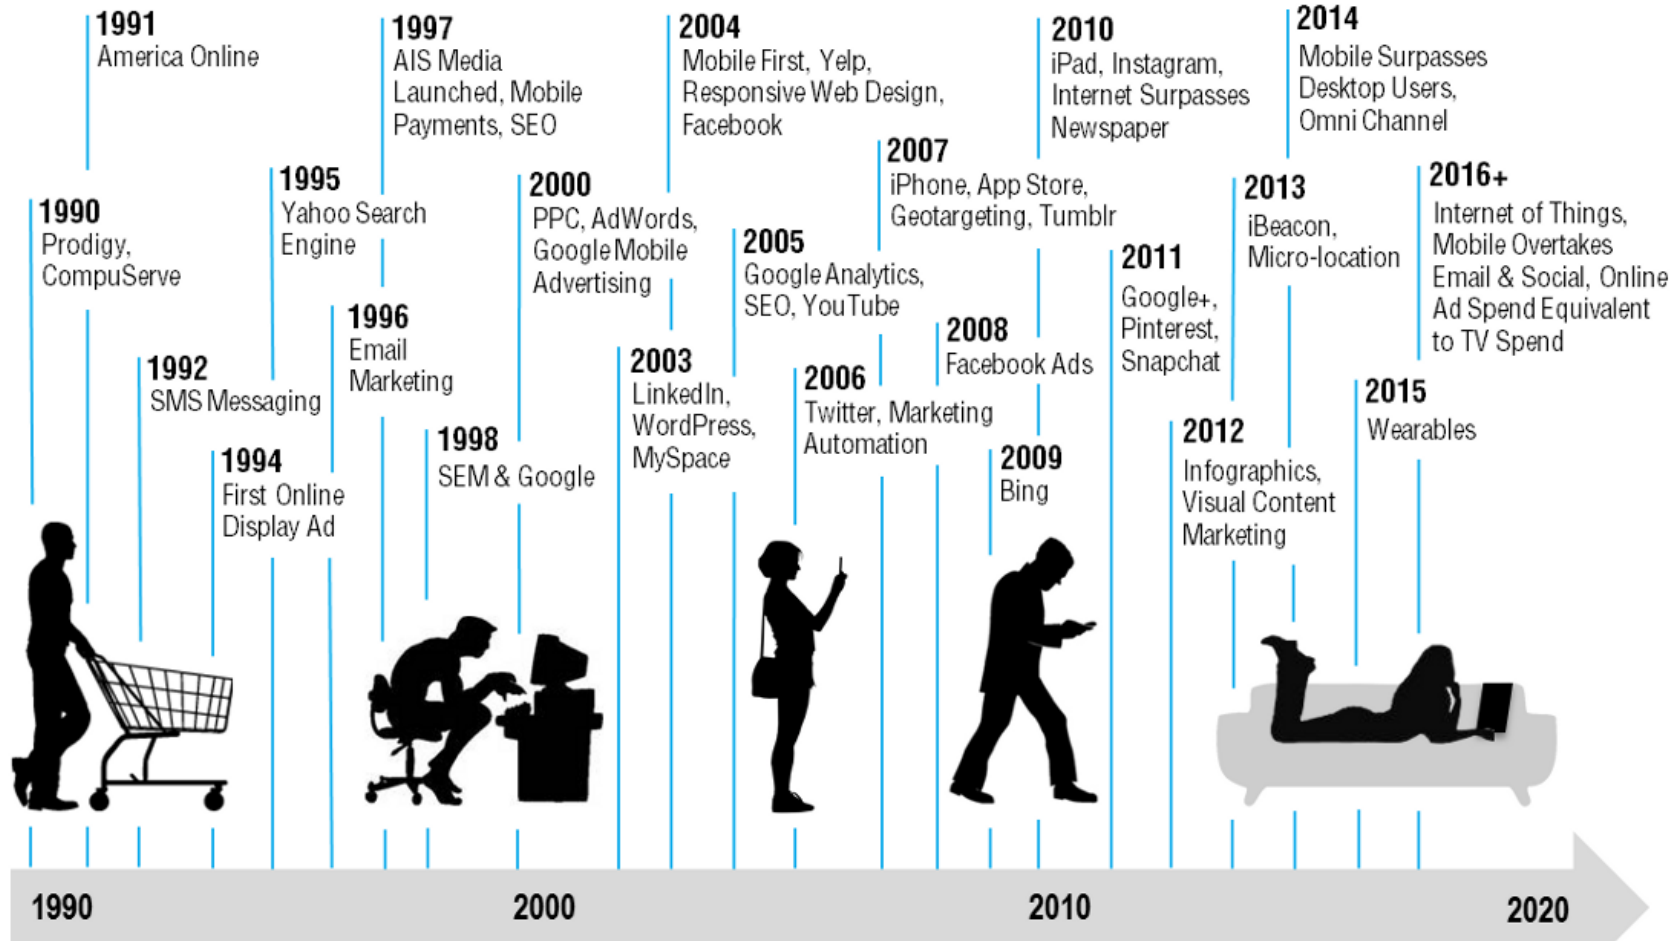 1990
Prodigy,
CompuServe
1991
America Online
1992
SMS Messaging
1994
First Online
Display Ad
1995
Yahoo Search
Engine
1996
Email
Marketing
1997
AIS Media
Launched, Mobile
Payments, SEO
1998
SEM & Google
2000
PPC, AdWords,
Google Mobile
Advertising
2003
LinkedIn,
WordPress,
MySpace
2004
Mobile First, Yelp,
Responsive Web Design,
Facebook
2005
Google Analytics,
SEO, YouTube
2006
Twitter, Marketing
Automation
2007
iPhone, App Store,
Geotargeting, Tumblr
2008
Facebook Ads
2009
Bing
2010
iPad, Instagram,
Internet Surpasses
Newspaper
2011
Google+,
Pinterest,
Snapchat
2012
Infographics,
Visual Content
Marketing
2013
iBeacon,
Micro-location
2014
Mobile Surpasses
Desktop Users,
Omni Channel
2015
Wearables
2016+
Internet of Things,
Mobile Overtakes
Email & Social, Online
Ad Spend Equivalent
to TV Spend
1990
2000
2010
2020